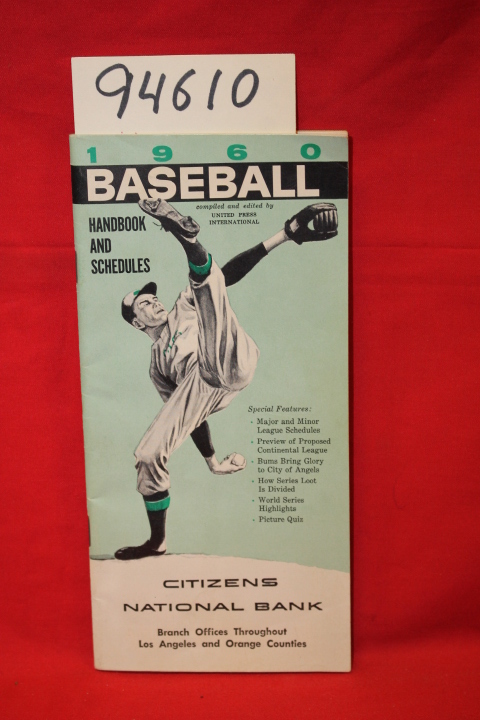 94610
1960
BASEBALL
compiled and edited by
UNITED PRESS
INTERNATIONAL
HANDBOOK
AND
SCHEDULES
Special Features:
- Major and Minor
League Schedules
- Preview of Proposed
Continental League
- Bums Bring Glory
to City of Angels
- How Series Loot
Is Divided
- World Series
Highlights
- Picture Quiz
CITIZENS
NATIONAL BANK
Branch Offices Throughout
Los Angeles and Orange Counties